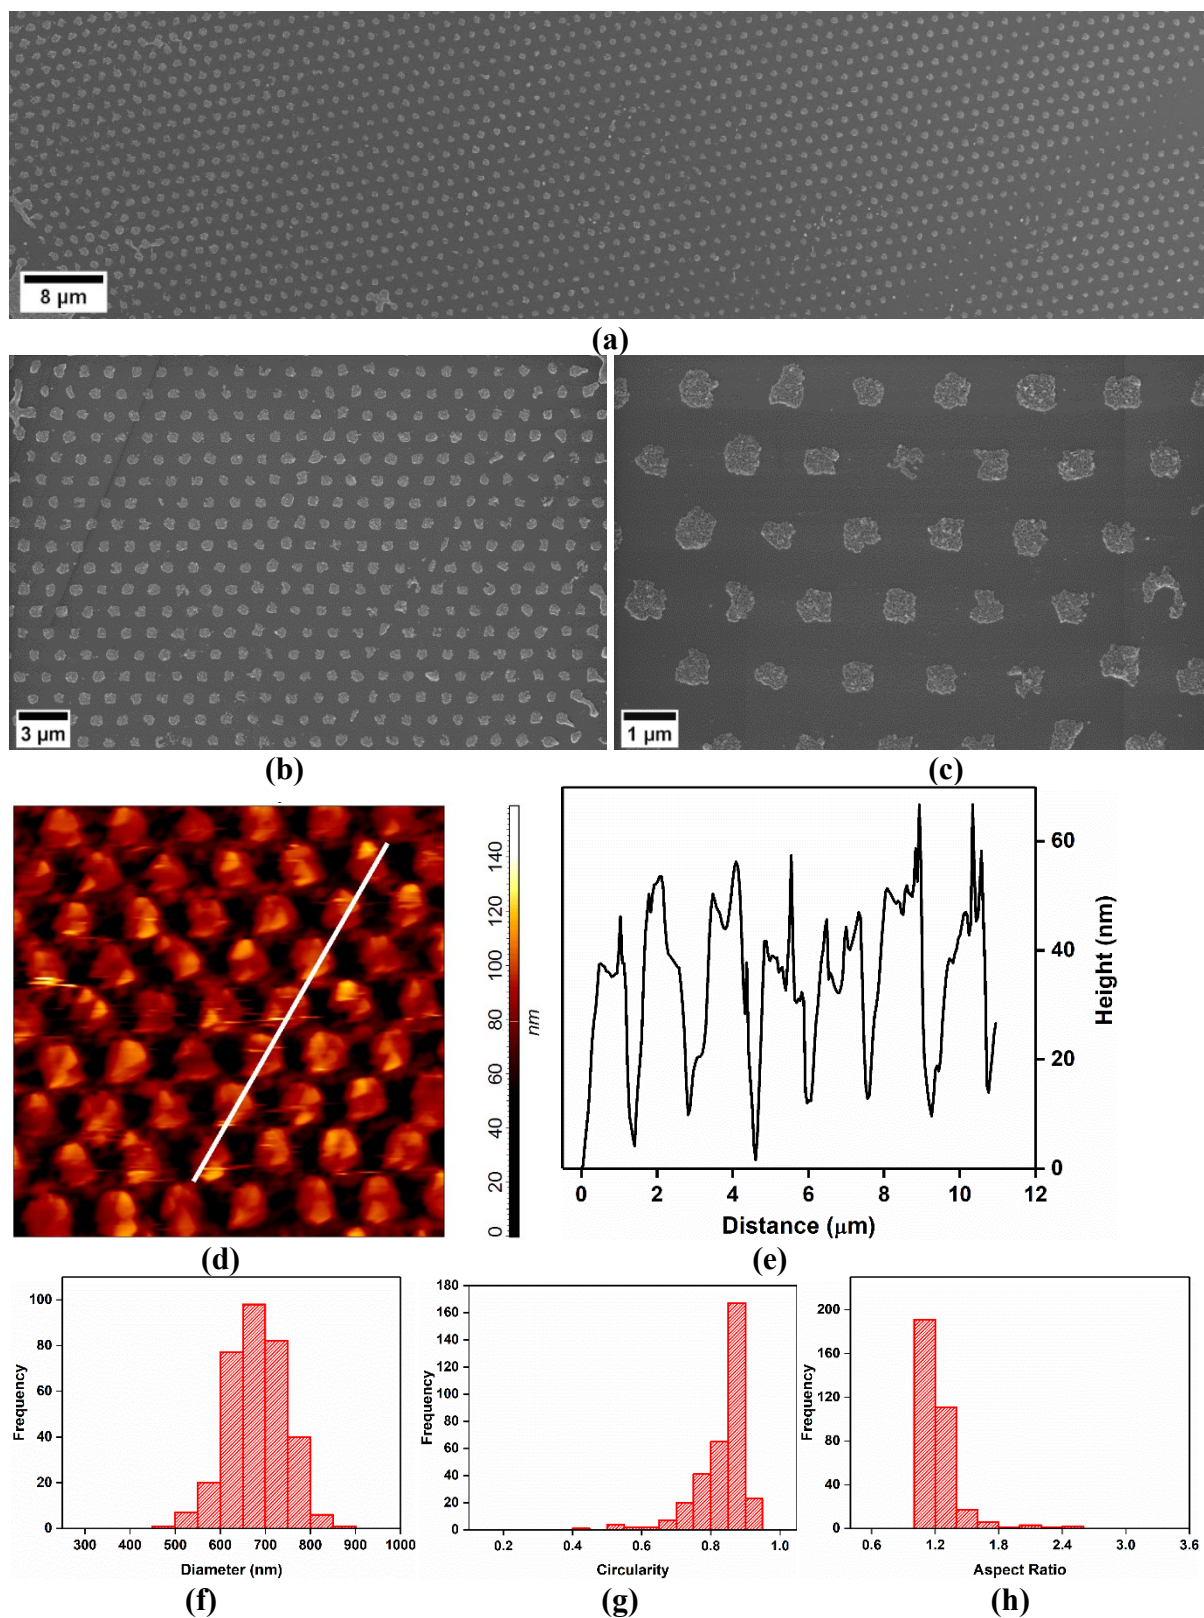 8 µm
(a)
3 µm
1 µm
(b)
(c)
140
120
100
80
60
40
20
0
nm
60
40
20
0
Height (nm)
0 2 4 6 8 10 12
Distance (µm)
(d)
(e)
100
80
60
40
20
0
Frequency
300 400 500 600 700 800 900 1000
Diameter (nm)
180
160
140
120
100
80
60
40
20
0
Frequency
0.2 0.4 0.6 0.8 1.0
Circularity
200
160
120
80
40
0
Frequency
0.6 1.2 1.8 2.4 3.0 3.6
Aspect Ratio
(f)
(g)
(h)